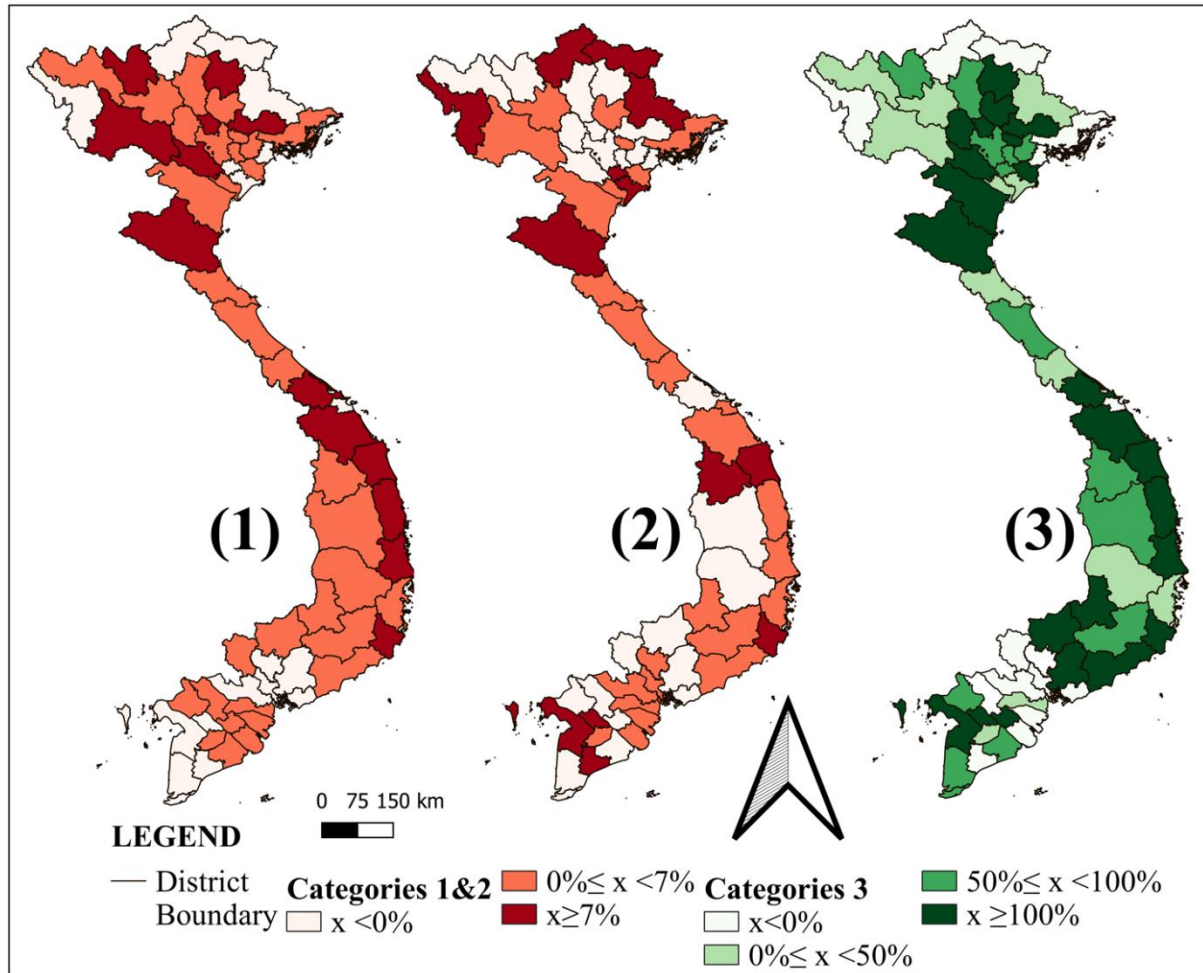 (1)
(2)
(3)
0 75 150 km
LEGEND
District
Boundary
Categories 1&2
x <0%
0%≤ x <7%
x≥7%
Categories 3
x<0%
0%≤ x <50%
50%≤ x <100%
x ≥100%